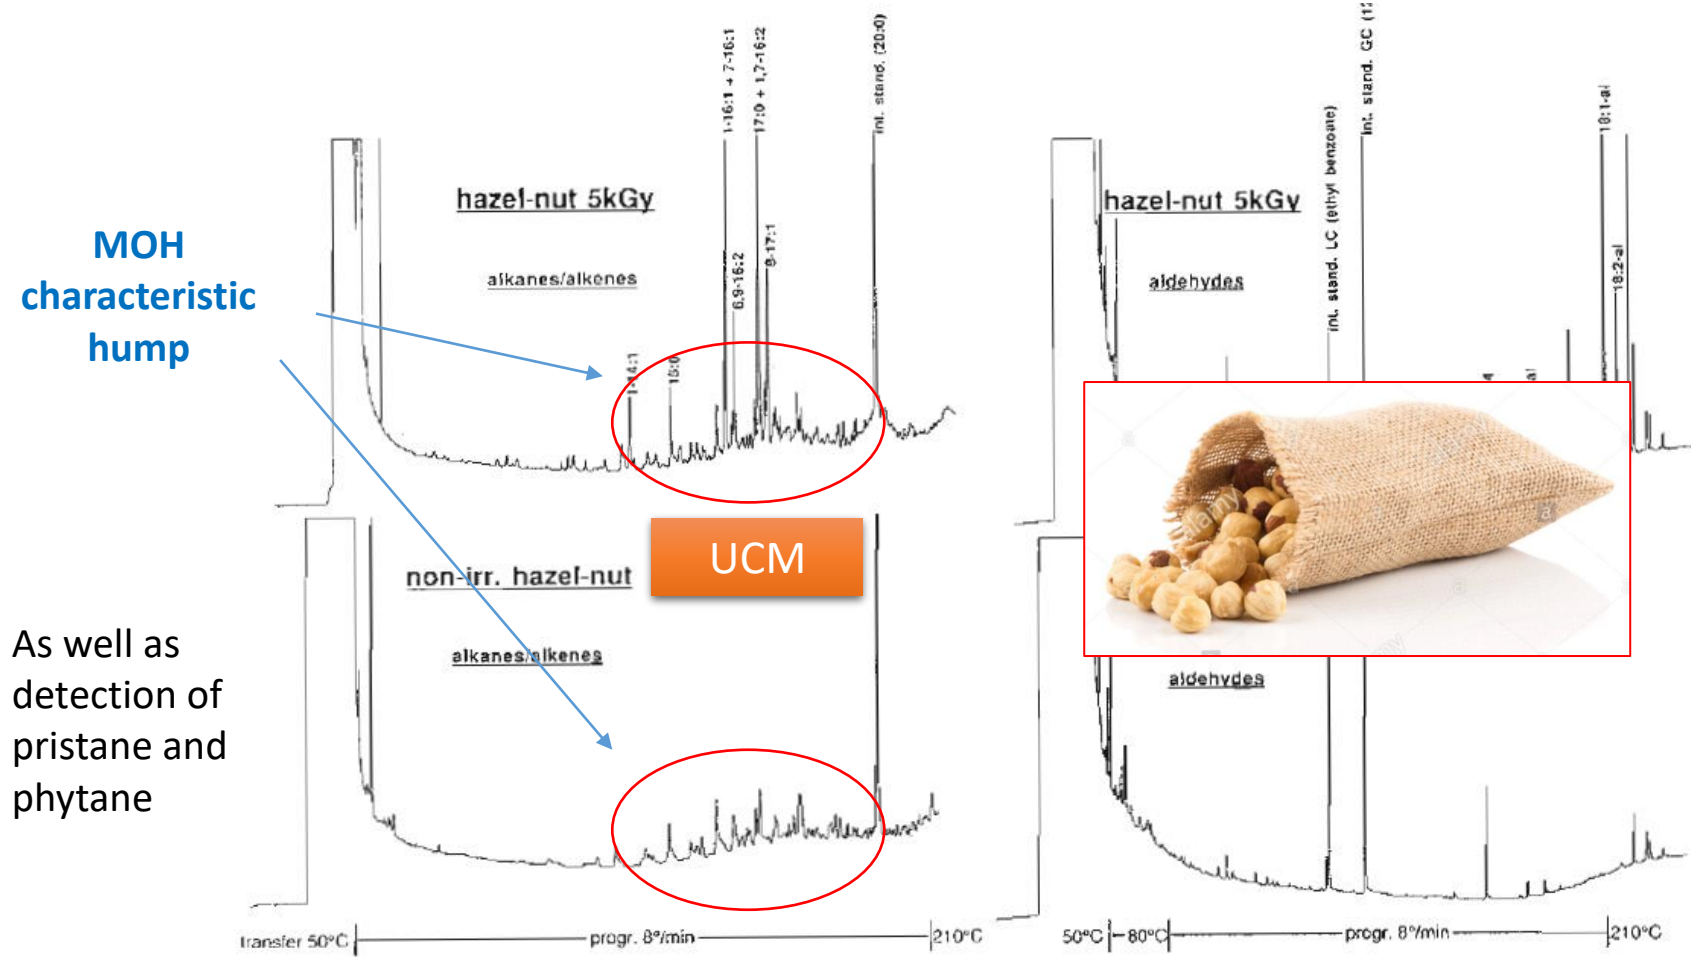 1-16:1 + 7-16:1
17:0 + 1,7-16:2
int. stand. (20:0)
hazel-nut 5kGy
alkanes/alkenes
1-14:1
15:0
6,9-16:2
8-17:1
int. stand. LC (ethyl benzoate)
int. stand. GC
18:1-al
18:2-al
hazel-nut 5kGy
aldehydes
MOH
characteristic
hump
UCM
non-irr. hazel-nut
alkanes/alkenes
As well as
detection of
pristane and
phytane
aldehydes
alamy
a
transfer 50°C
progr. 8°/min
210°C
50°C
80°C
progr. 8°/min
210°C